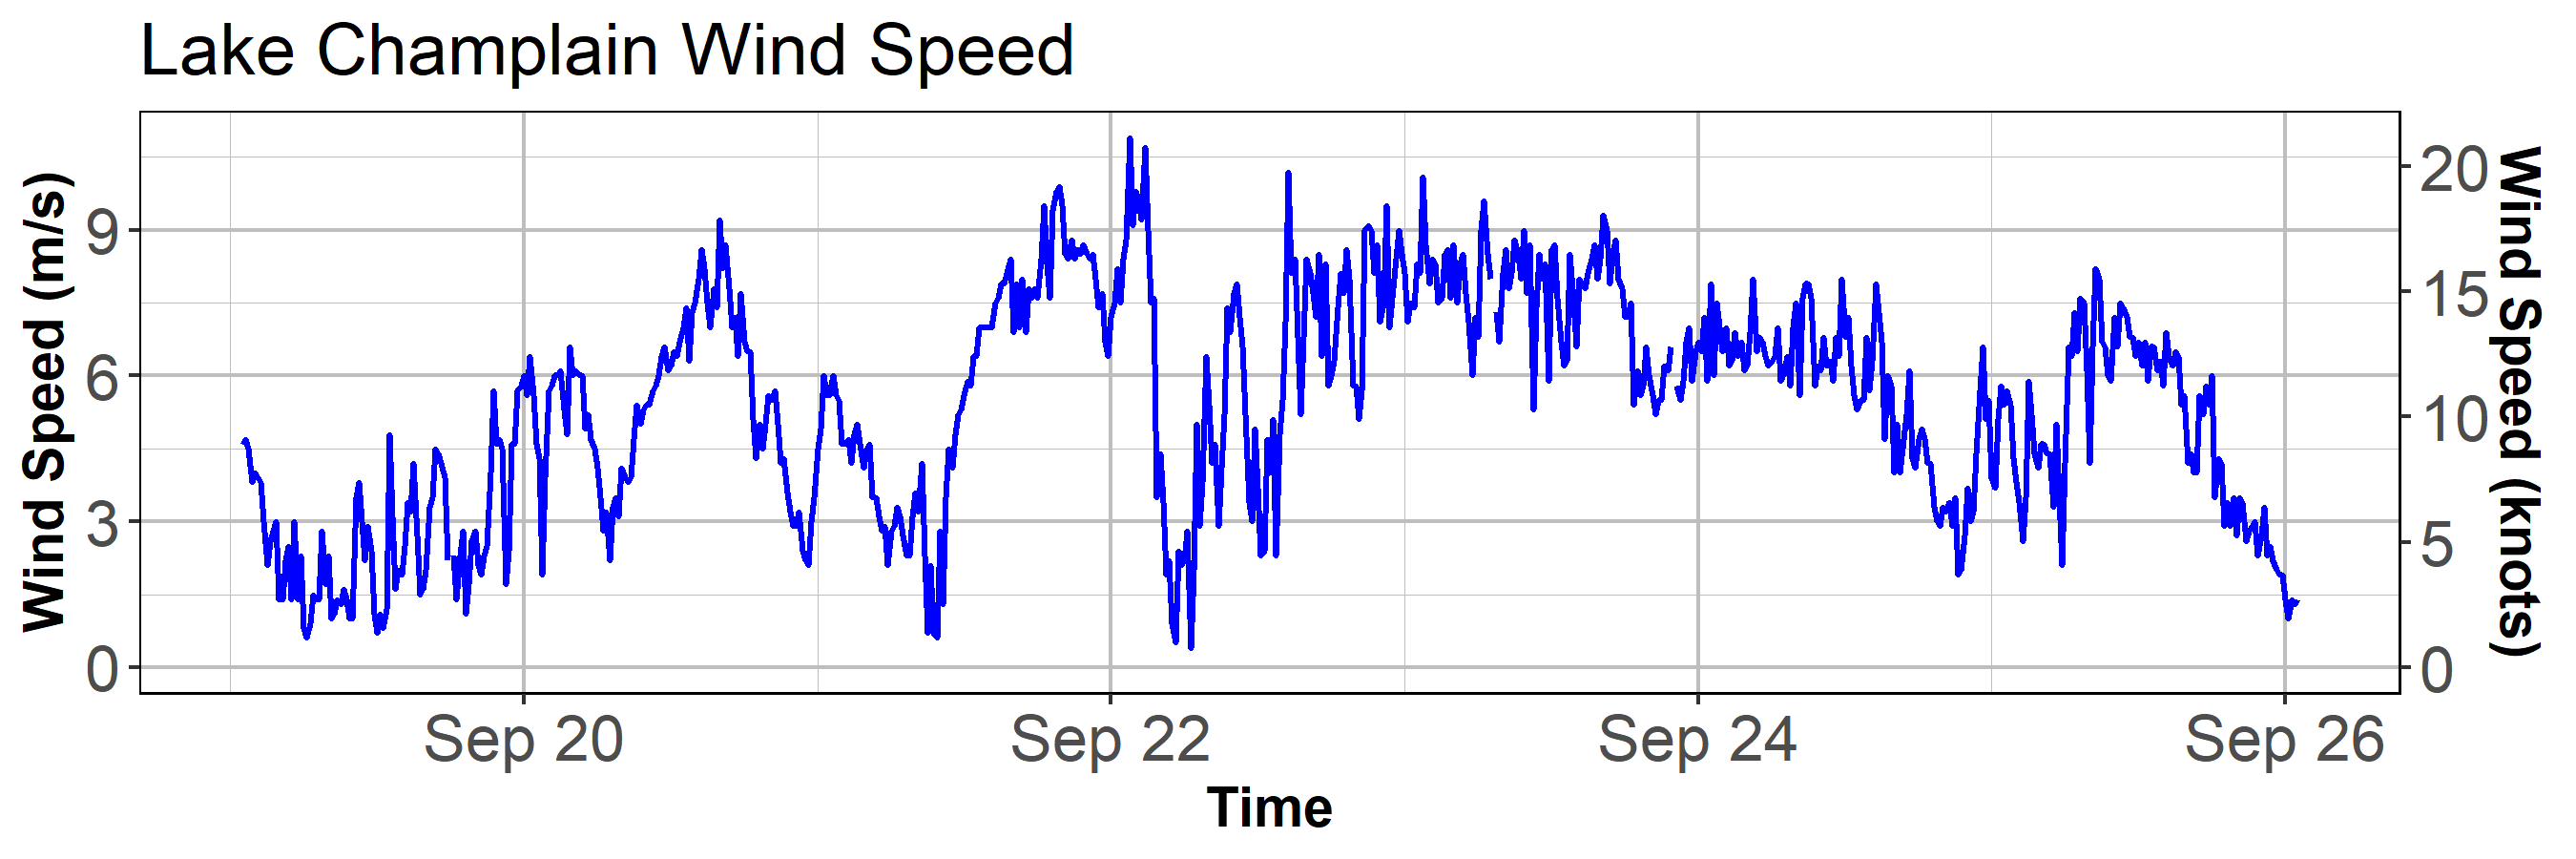 Lake Champlain Wind Speed
Wind Speed (m/s)
9
6
3
0
20
15
10
5
0
Wind Speed (knots)
Sep 20
Sep 22
Sep 24
Sep 26
Time